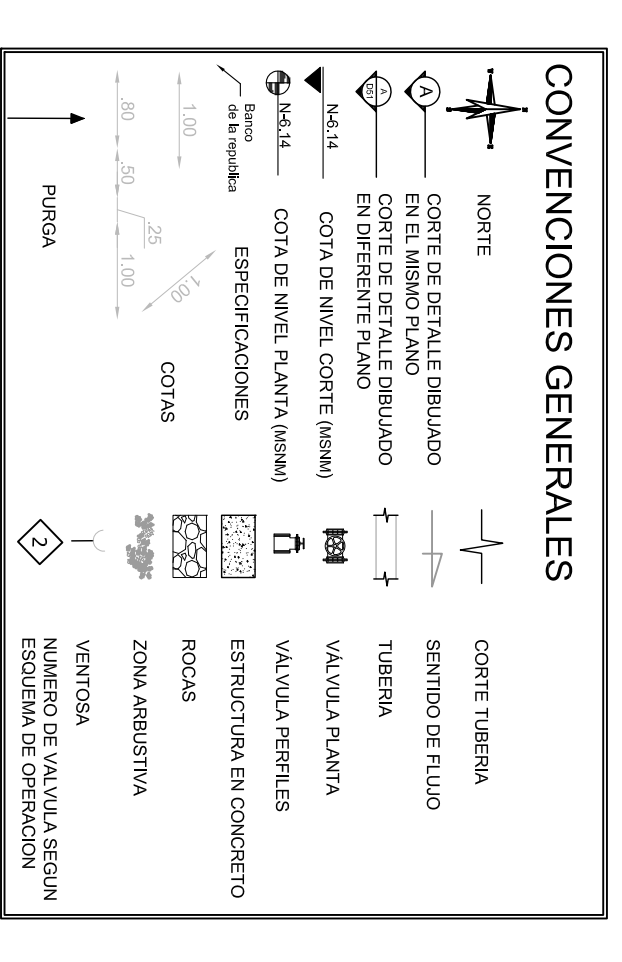 CONVENCIONES GENERALES
NORTE
A
CORTE DE DETALLE DIBUJADO
EN EL MISMO PLANO
A
D51
CORTE DE DETALLE DIBUJADO
EN DIFERENTE PLANO
N-6.14
COTA DE NIVEL CORTE (MSNM)
N-6.14
COTA DE NIVEL PLANTA (MSNM)
Banco
de la republica
ESPECIFICACIONES
1.00
1.00
.80
.50
.25
1.00
COTAS
PURGA
CORTE TUBERIA
SENTIDO DE FLUJO
TUBERIA
VÁLVULA PLANTA
VÁLVULA PERFILES
ESTRUCTURA EN CONCRETO
ROCAS
ZONA ARBUSTIVA
VENTOSA
2
NUMERO DE VALVULA SEGUN
ESQUEMA DE OPERACION